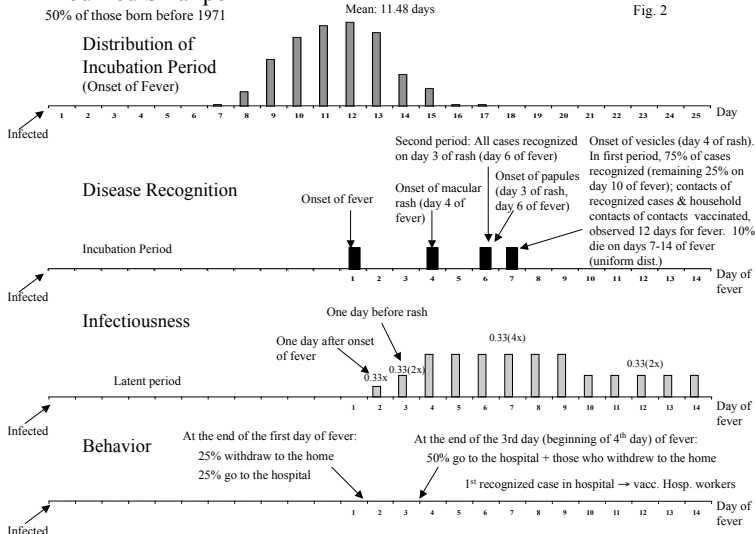 50% of those born before 1971
Mean: 11.48 days
Fig. 2
Distribution of
Incubation Period
(Onset of Fever)
Infected
1 2 3 4 5 6 7 8 9 10 11 12 13 14 15 16 17 18 19 20 21 22 23 24 25
Day
Disease Recognition
Onset of fever
Onset of macular
rash (day 4 of
fever)
Second period: All cases recognized
on day 3 of rash (day 6 of fever)
Onset of papules
(day 3 of rash,
day 6 of fever)
Onset of vesicles (day 4 of rash).
In first period, 75% of cases
recognized (remaining 25% on
day 10 of fever); contacts of
recognized cases & household
contacts of contacts vaccinated,
observed 12 days for fever. 10%
die on days 7-14 of fever
(uniform dist.)
Incubation Period
Infected
1 2 3 4 5 6 7 8 9 10 11 12 13 14
Day of
fever
Infectiousness
One day before rash
One day after onset
of fever
0.33x
0.33(2x)
0.33(4x)
0.33(2x)
Latent period
Infected
1 2 3 4 5 6 7 8 9 10 11 12 13 14
Day of
fever
Behavior
At the end of the first day of fever:
25% withdraw to the home
25% go to the hospital
At the end of the 3rd day (beginning of 4th day) of fever:
50% go to the hospital + those who withdrew to the home
1st recognized case in hospital → vacc. Hosp. workers
Infected
1 2 3 4 5 6 7 8 9 10 11 12 13 14
Day of
fever